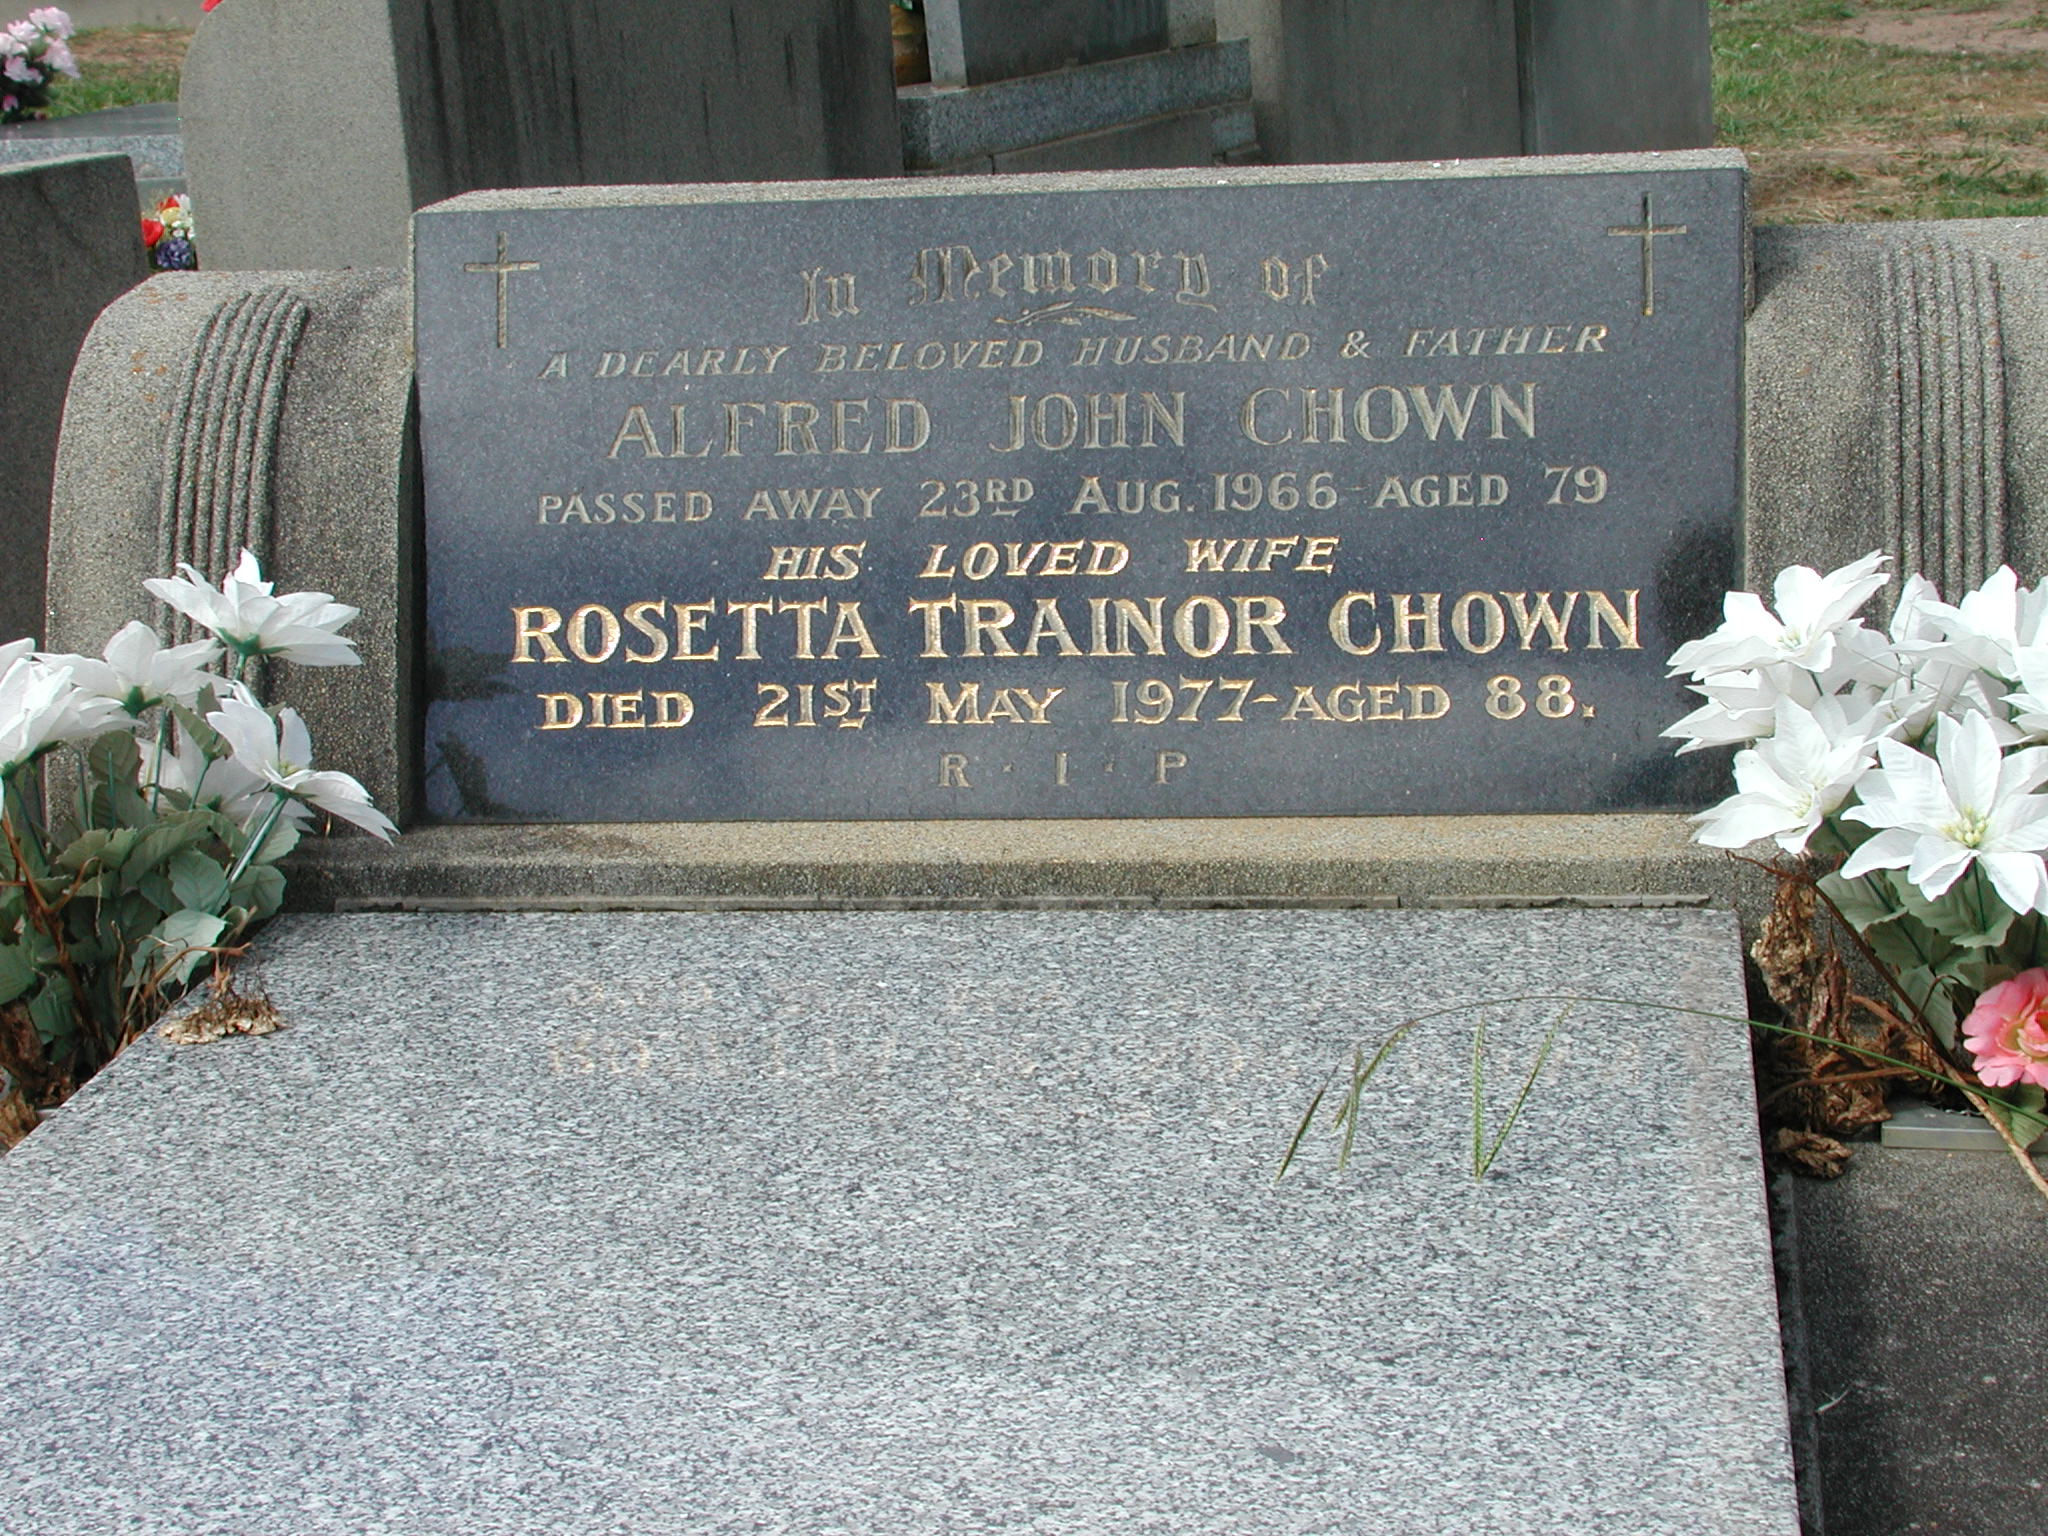 In Memory of
A DEARLY BELOVED HUSBAND & FATHER
ALFRED JOHN CHOWN
PASSED AWAY 23RD AUG. 1966 - AGED 79
HIS LOVED WIFE
ROSETTA TRAINOR CHOWN
DIED 21ST MAY 1977 - AGED 88.
R · I · P